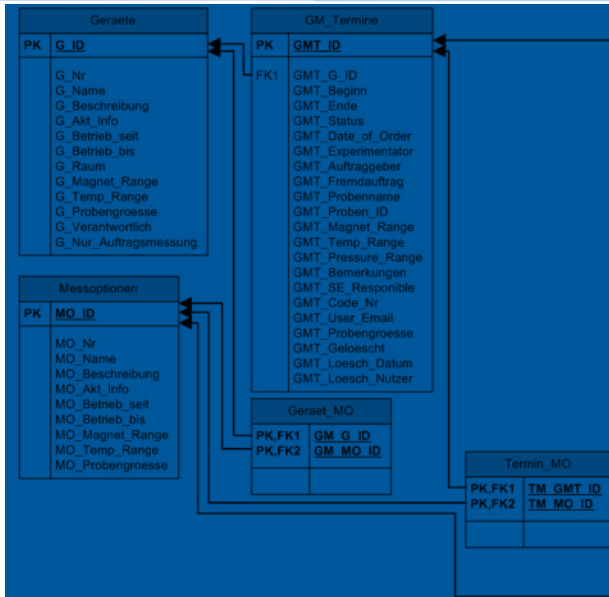 Geraete
PK G_ID
G_Nr
G_Name
G_Beschreibung
G_Akt_Info
G_Betrieb_seit
G_Betrieb_bis
G_Raum
G_Magnet_Range
G_Temp_Range
G_Probengroesse
G_Verantwortlich
G_Nur_Auftragsmessung
GM_Termine
PK GMT_ID
FK1 GMT_G_ID
GMT_Beginn
GMT_Ende
GMT_Status
GMT_Date_of_Order
GMT_Experimentator
GMT_Auftraggeber
GMT_Fremdauftrag
GMT_Probenname
GMT_Proben_ID
GMT_Magnet_Range
GMT_Temp_Range
GMT_Pressure_Range
GMT_Bemerkungen
GMT_SE_Responible
GMT_Code_Nr
GMT_User_Email
GMT_Probengroesse
GMT_Geloescht
GMT_Loesch_Datum
GMT_Loesch_Nutzer
Messoptionen
PK MO_ID
MO_Nr
MO_Name
MO_Beschreibung
MO_Akt_Info
MO_Betrieb_seit
MO_Betrieb_bis
MO_Magnet_Range
MO_Temp_Range
MO_Probengroesse
Geraet_MO
PK,FK1 GM_G_ID
PK,FK2 GM_MO_ID
Termin_MO
PK,FK1 TM_GMT_ID
PK,FK2 TM_MO_ID